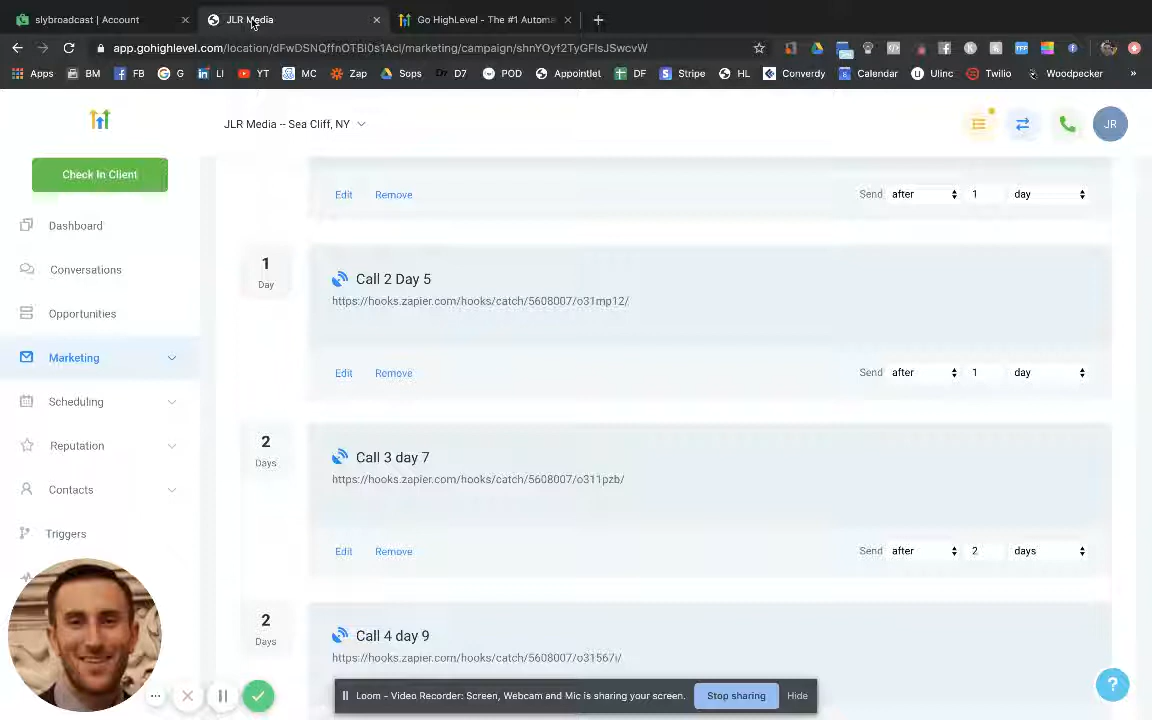 slybroadcast | Account
JLR Media
Go HighLevel - The #1 Automa
app.gohighlevel.com/location/dFwDSNQffnOTBl0s1Acl/marketing/campaign/shnYOyf2TyGFlsJSwcvW
Apps BM FB G LI YT MC Zap Sops D7 POD Appointlet DF Stripe HL Converdy Calendar Ulinc Twilio Woodpecker »
JLR Media -- Sea Cliff, NY
JR
Check In Client
Dashboard
Conversations
Opportunities
Marketing
Scheduling
Reputation
Contacts
Triggers
Edit Remove Send after 1 day
1
Day
Call 2 Day 5
https://hooks.zapier.com/hooks/catch/5608007/o31mp12/
Edit Remove Send after 1 day
2
Days
Call 3 day 7
https://hooks.zapier.com/hooks/catch/5608007/o311pzb/
Edit Remove Send after 2 days
2
Days
Call 4 day 9
https://hooks.zapier.com/hooks/catch/5608007/o31567i/
Loom - Video Recorder: Screen, Webcam and Mic is sharing your screen. Stop sharing Hide
?